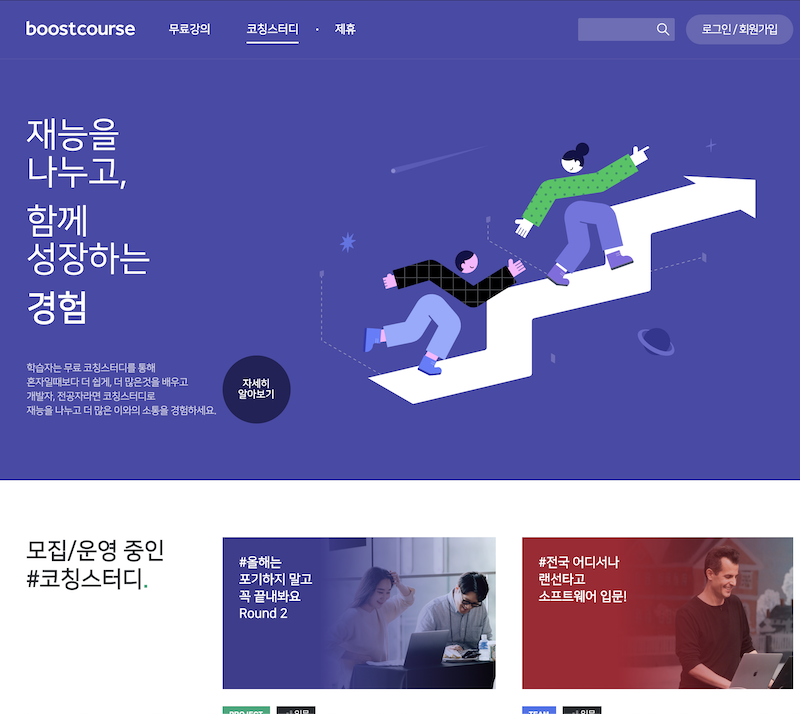 boostcourse
무료강의
코칭스터디
제휴
로그인 / 회원가입
재능을
나누고,
함께
성장하는
경험
학습자는 무료 코칭스터디를 통해
혼자일때보다 더 쉽게, 더 많은것을 배우고
개발자, 전공자라면 코칭스터디로
재능을 나누고 더 많은 이와의 소통을 경험하세요.
자세히
알아보기
모집/운영 중인
#코칭스터디.
#올해는
포기하지 말고
꼭 끝내봐요
Round 2
#전국 어디서나
랜선타고
소프트웨어 입문!
PROJECT
입문
TEAM
입문